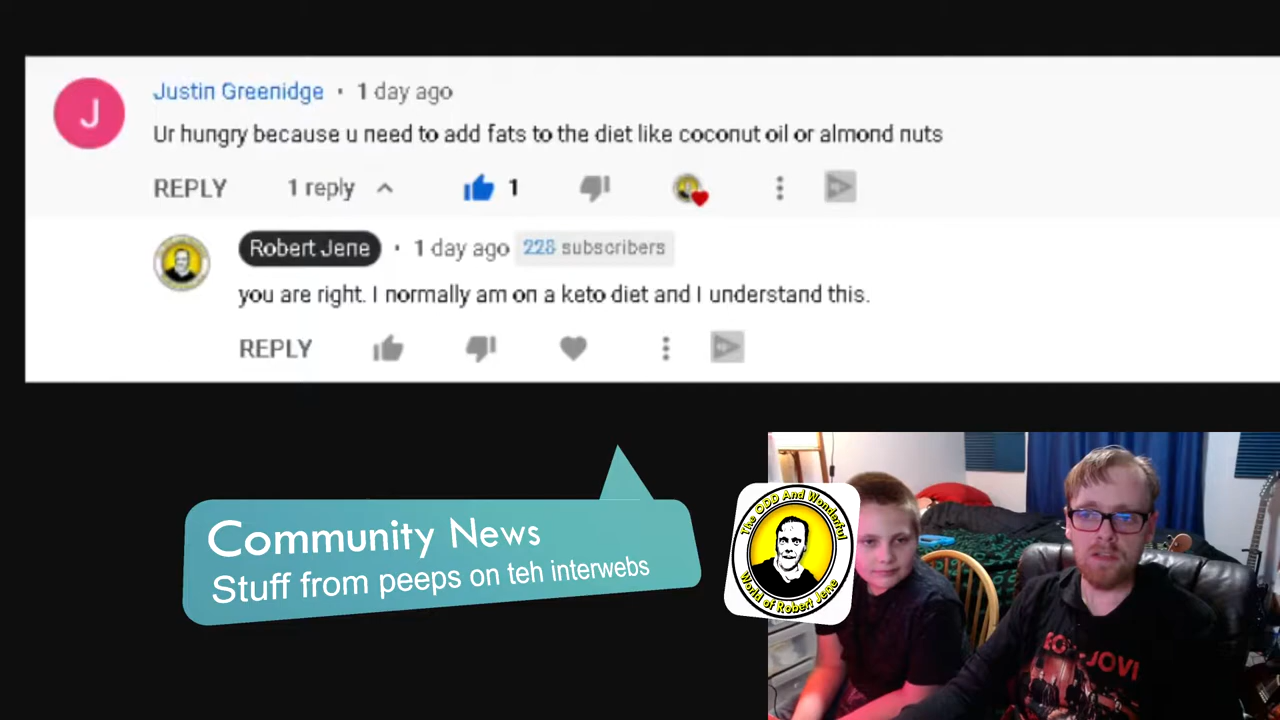 J
Justin Greenidge · 1 day ago
Ur hungry because u need to add fats to the diet like coconut oil or almond nuts
REPLY 1 reply 1
Robert Jene · 1 day ago 228 subscribers
you are right. I normally am on a keto diet and I understand this.
REPLY
Community News
Stuff from peeps on teh interwebs
The ODD And Wonderful
World of Robert Jene
BON JOVI